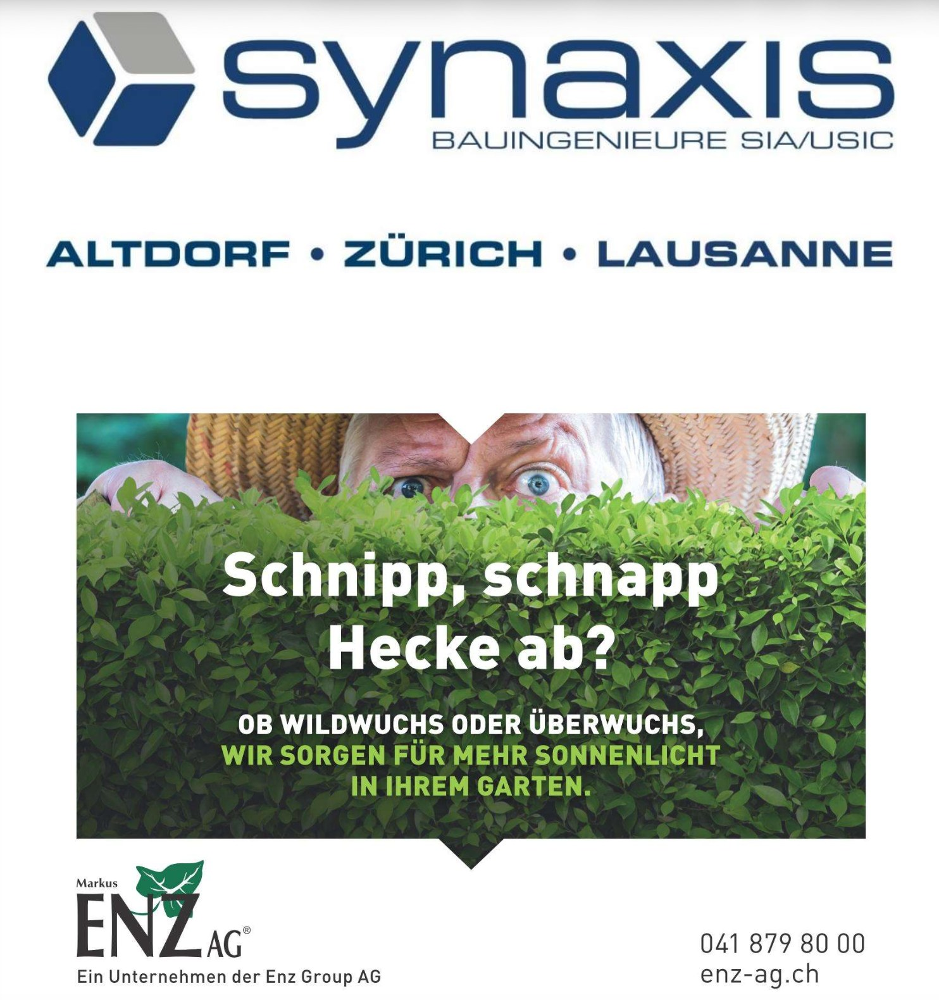 synaxis
BAUINGENIEURE SIA/USIC
ALTDORF • ZÜRICH • LAUSANNE
Schnipp, schnapp
Hecke ab?
OB WILDWUCHS ODER ÜBERWUCHS,
WIR SORGEN FÜR MEHR SONNENLICHT
IN IHREM GARTEN.
Markus
ENZ AG®
Ein Unternehmen der Enz Group AG
041 879 80 00
enz-ag.ch